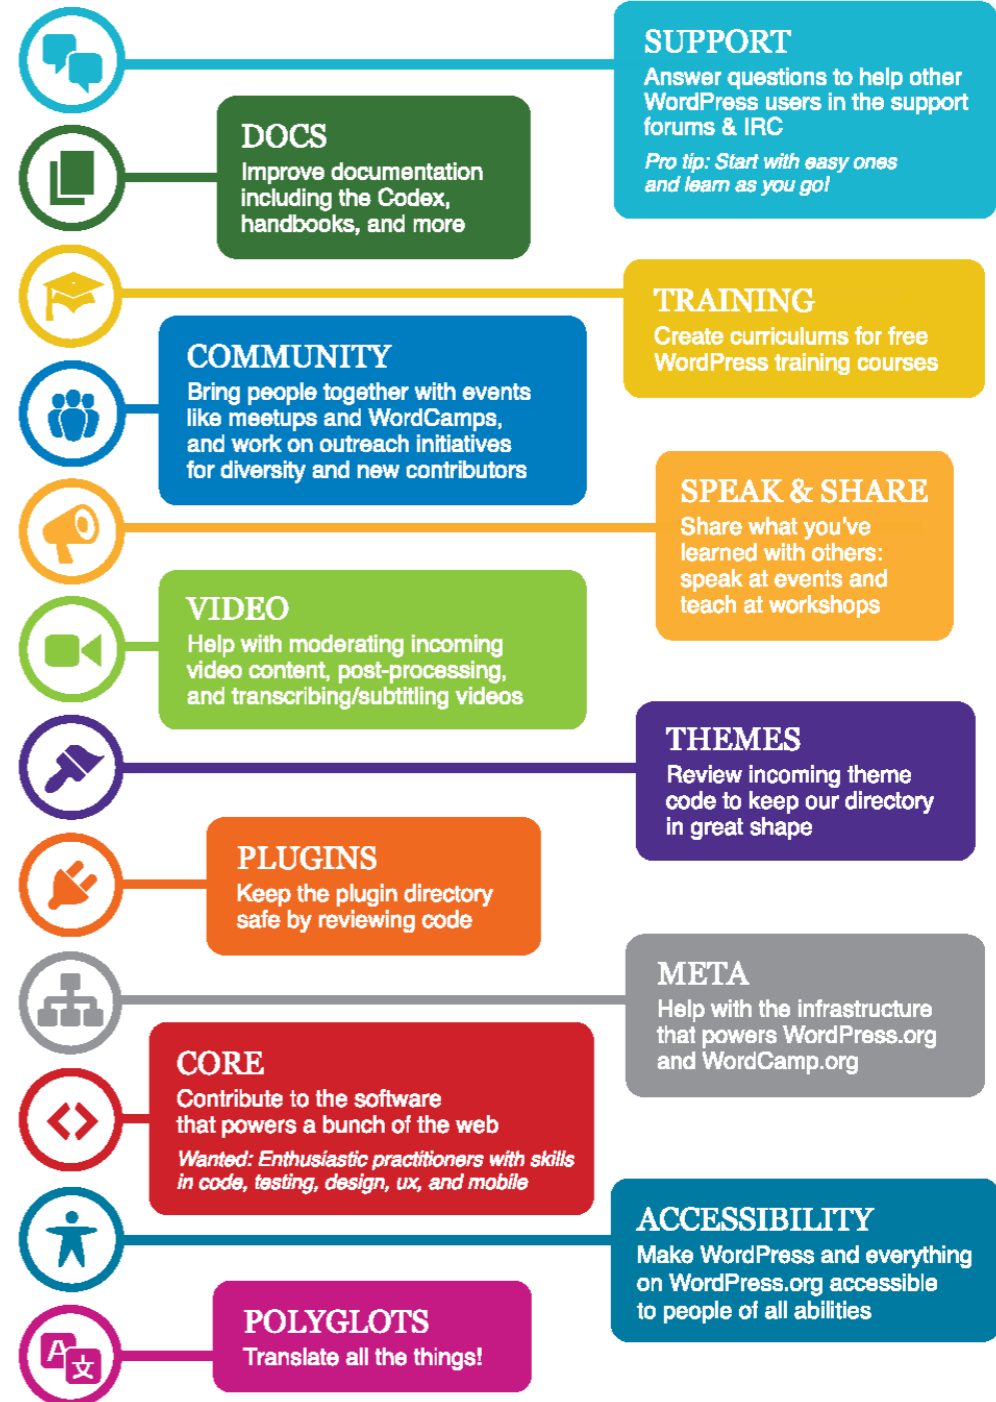 SUPPORT
Answer questions to help other
WordPress users in the support
forums & IRC
Pro tip: Start with easy ones
and learn as you go!
DOCS
Improve documentation
including the Codex,
handbooks, and more
TRAINING
Create curriculums for free
WordPress training courses
COMMUNITY
Bring people together with events
like meetups and WordCamps,
and work on outreach initiatives
for diversity and new contributors
SPEAK & SHARE
Share what you've
learned with others:
speak at events and
teach at workshops
VIDEO
Help with moderating incoming
video content, post-processing,
and transcribing/subtitling videos
THEMES
Review incoming theme
code to keep our directory
in great shape
PLUGINS
Keep the plugin directory
safe by reviewing code
META
Help with the infrastructure
that powers WordPress.org
and WordCamp.org
CORE
Contribute to the software
that powers a bunch of the web
Wanted: Enthusiastic practitioners with skills
in code, testing, design, ux, and mobile
ACCESSIBILITY
Make WordPress and everything
on WordPress.org accessible
to people of all abilities
A 文
POLYGLOTS
Translate all the things!